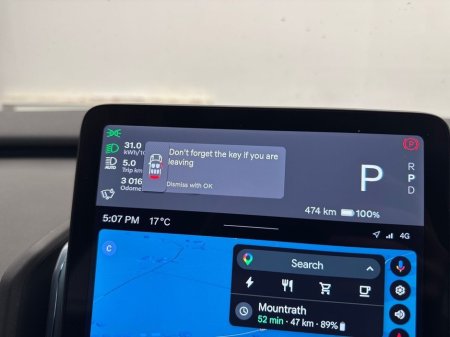 31.0
kWh/10
AUTO
5.0
Trip km
3 016
Odome
Don't forget the key if you are
leaving
Dismiss with OK
P
R
P
D
P
474 km 100%
5:07 PM 17°C
4G
C
Search
Mountrath
52 min · 47 km · 89%